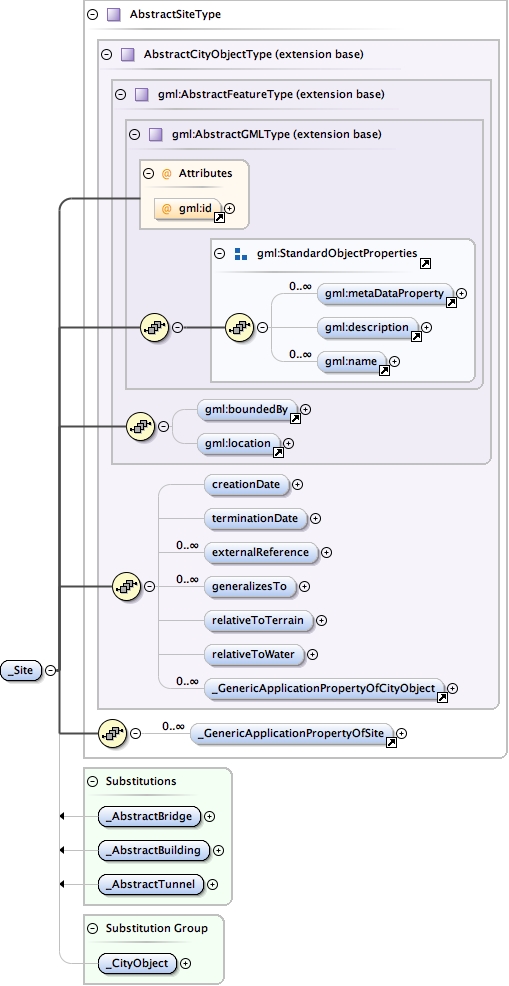 AbstractSiteType
AbstractCityObjectType (extension base)
gml:AbstractFeatureType (extension base)
gml:AbstractGMLType (extension base)
@ Attributes
@ gml:id
gml:StandardObjectProperties
0..∞
gml:metaDataProperty
gml:description
0..∞
gml:name
gml:boundedBy
gml:location
creationDate
terminationDate
0..∞
externalReference
0..∞
generalizesTo
relativeToTerrain
relativeToWater
_Site
0..∞
_GenericApplicationPropertyOfCityObject
0..∞
_GenericApplicationPropertyOfSite
Substitutions
_AbstractBridge
_AbstractBuilding
_AbstractTunnel
Substitution Group
_CityObject